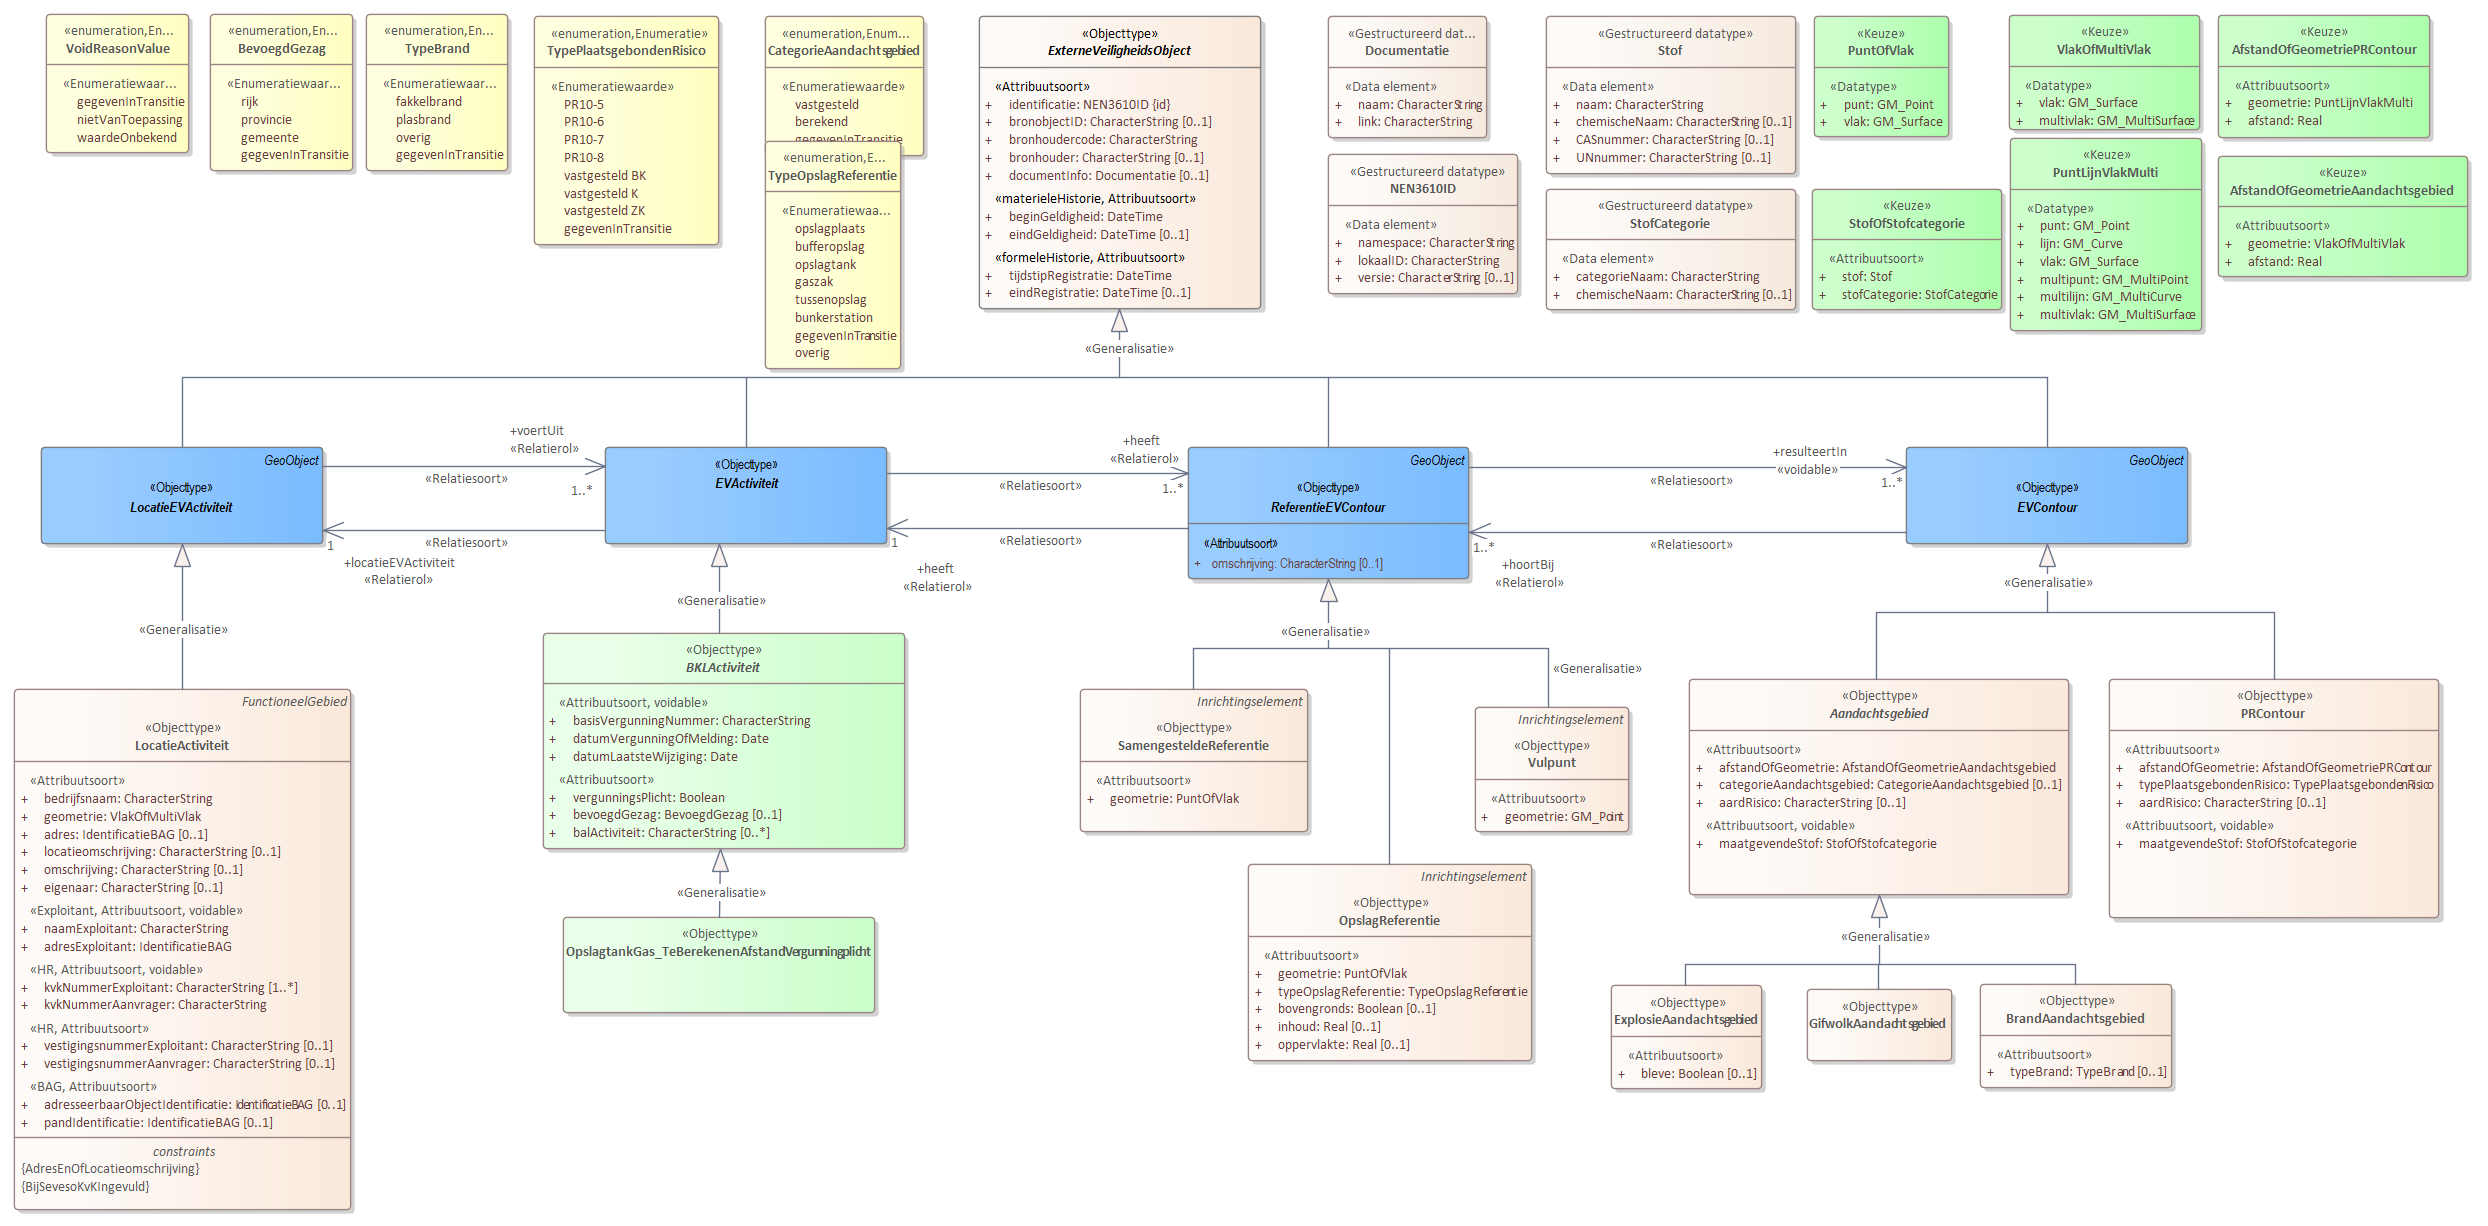 «enumeration,En...
VoidReasonValue
«Enumeratiewaar...
gegevenInTransitie
nietVanToepassing
waardeOnbekend
«enumeration,En...
BevoegdGezag
«Enumeratiewaar...
rijk
provincie
gemeente
gegevenInTransitie
«enumeration,En...
TypeBrand
«Enumeratiewaar...
fakkelbrand
plasbrand
overig
gegevenInTransitie
«enumeration,Enumeratie»
TypePlaatsgebondenRisico
«Enumeratiewaarde»
PR10-5
PR10-6
PR10-7
PR10-8
vastgesteld BK
vastgesteld K
vastgesteld ZK
gegevenInTransitie
«enumeration,Enum...
CategorieAandachtsgebied
«Enumeratiewaarde»
vastgesteld
berekend
gegevenInTransitie
«enumeration,E...
TypeOpslagReferentie
«Enumeratiewaa...
opslagplaats
bufferopslag
opslagtank
gaszak
tussenopslag
bunkerstation
gegevenInTransitie
overig
«Objecttype»
ExterneVeiligheidsObject
«Attribuutsoort»
+ identificatie: NEN3610ID {id}
+ bronobjectID: CharacterString [0..1]
+ bronhoudercode: CharacterString
+ bronhouder: CharacterString [0..1]
+ documentInfo: Documentatie [0..1]
«materieleHistorie, Attribuutsoort»
+ beginGeldigheid: DateTime
+ eindGeldigheid: DateTime [0..1]
«formeleHistorie, Attribuutsoort»
+ tijdstipRegistratie: DateTime
+ eindRegistratie: DateTime [0..1]
«Gestructureerd dat...
Documentatie
«Data element»
+ naam: CharacterString
+ link: CharacterString
«Gestructureerd datatype»
NEN3610ID
«Data element»
+ namespace: CharacterString
+ lokaalID: CharacterString
+ versie: CharacterString [0..1]
«Gestructureerd datatype»
Stof
«Data element»
+ naam: CharacterString
+ chemischeNaam: CharacterString [0..1]
+ CASnummer: CharacterString [0..1]
+ UNnummer: CharacterString [0..1]
«Gestructureerd datatype»
StofCategorie
«Data element»
+ categorieNaam: CharacterString
+ chemischeNaam: CharacterString [0..1]
«Keuze»
PuntOfVlak
«Datatype»
+ punt: GM_Point
+ vlak: GM_Surface
«Keuze»
StofOfStofcategorie
«Attribuutsoort»
+ stof: Stof
+ stofCategorie: StofCategorie
«Keuze»
VlakOfMultiVlak
«Datatype»
+ vlak: GM_Surface
+ multivlak: GM_MultiSurface
«Keuze»
PuntLijnVlakMulti
«Datatype»
+ punt: GM_Point
+ lijn: GM_Curve
+ vlak: GM_Surface
+ multipunt: GM_MultiPoint
+ multilijn: GM_MultiCurve
+ multivlak: GM_MultiSurface
«Keuze»
AfstandOfGeometriePRContour
«Attribuutsoort»
+ geometrie: PuntLijnVlakMulti
+ afstand: Real
«Keuze»
AfstandOfGeometrieAandachtsgebied
«Attribuutsoort»
+ geometrie: VlakOfMultiVlak
+ afstand: Real
«Generalisatie»
GeoObject
«Objecttype»
LocatieEVActiviteit
+voertUit
«Relatierol»
«Relatiesoort»
1..*
«Relatiesoort»
1
+locatieEVActiviteit
«Relatierol»
«Objecttype»
EVActiviteit
+heeft
«Relatierol»
«Relatiesoort»
1..*
«Relatiesoort»
1
+heeft
«Relatierol»
GeoObject
«Objecttype»
ReferentieEVContour
«Attribuutsoort»
+ omschrijving: CharacterString [0..1]
+resulteertIn
«voidable»
«Relatiesoort»
1..*
«Relatiesoort»
1..*
+hoortBij
«Relatierol»
GeoObject
«Objecttype»
EVContour
«Generalisatie»
«Generalisatie»
«Generalisatie»
«Generalisatie»
«Generalisatie»
FunctioneelGebied
«Objecttype»
LocatieActiviteit
«Attribuutsoort»
+ bedrijfsnaam: CharacterString
+ geometrie: VlakOfMultiVlak
+ adres: IdentificatieBAG [0..1]
+ locatieomschrijving: CharacterString [0..1]
+ omschrijving: CharacterString [0..1]
+ eigenaar: CharacterString [0..1]
«Exploitant, Attribuutsoort, voidable»
+ naamExploitant: CharacterString
+ adresExploitant: IdentificatieBAG
«HR, Attribuutsoort, voidable»
+ kvkNummerExploitant: CharacterString [1..*]
+ kvkNummerAanvrager: CharacterString
«HR, Attribuutsoort»
+ vestigingsnummerExploitant: CharacterString [0..1]
+ vestigingsnummerAanvrager: CharacterString [0..1]
«BAG, Attribuutsoort»
+ adresseerbaarObjectIdentificatie: IdentificatieBAG [0..1]
+ pandIdentificatie: IdentificatieBAG [0..1]
constraints
{AdresEnOfLocatieomschrijving}
{BijSevesoKvKIngevuld}
«Objecttype»
BKLActiviteit
«Attribuutsoort, voidable»
+ basisVergunningNummer: CharacterString
+ datumVergunningOfMelding: Date
+ datumLaatsteWijziging: Date
«Attribuutsoort»
+ vergunningsPlicht: Boolean
+ bevoegdGezag: BevoegdGezag [0..1]
+ balActiviteit: CharacterString [0..*]
«Generalisatie»
«Objecttype»
OpslagtankGas_TeBerekenenAfstandVergunningplicht
Inrichtingselement
«Objecttype»
SamengesteldeReferentie
«Attribuutsoort»
+ geometrie: PuntOfVlak
Inrichtingselement
«Objecttype»
Vulpunt
«Attribuutsoort»
+ geometrie: GM_Point
Inrichtingselement
«Objecttype»
OpslagReferentie
«Attribuutsoort»
+ geometrie: PuntOfVlak
+ typeOpslagReferentie: TypeOpslagReferentie
+ bovengronds: Boolean [0..1]
+ inhoud: Real [0..1]
+ oppervlakte: Real [0..1]
«Objecttype»
Aandachtsgebied
«Attribuutsoort»
+ afstandOfGeometrie: AfstandOfGeometrieAandachtsgebied
+ categorieAandachtsgebied: CategorieAandachtsgebied [0..1]
+ aardRisico: CharacterString [0..1]
«Attribuutsoort, voidable»
+ maatgevendeStof: StofOfStofcategorie
«Objecttype»
PRContour
«Attribuutsoort»
+ afstandOfGeometrie: AfstandOfGeometriePRContour
+ typePlaatsgebondenRisico: TypePlaatsgebondenRisico
+ aardRisico: CharacterString [0..1]
«Attribuutsoort, voidable»
+ maatgevendeStof: StofOfStofcategorie
«Generalisatie»
«Objecttype»
ExplosieAandachtsgebied
«Attribuutsoort»
+ bleve: Boolean [0..1]
«Objecttype»
GifwolkAandachtsgebied
«Objecttype»
BrandAandachtsgebied
«Attribuutsoort»
+ typeBrand: TypeBrand [0..1]